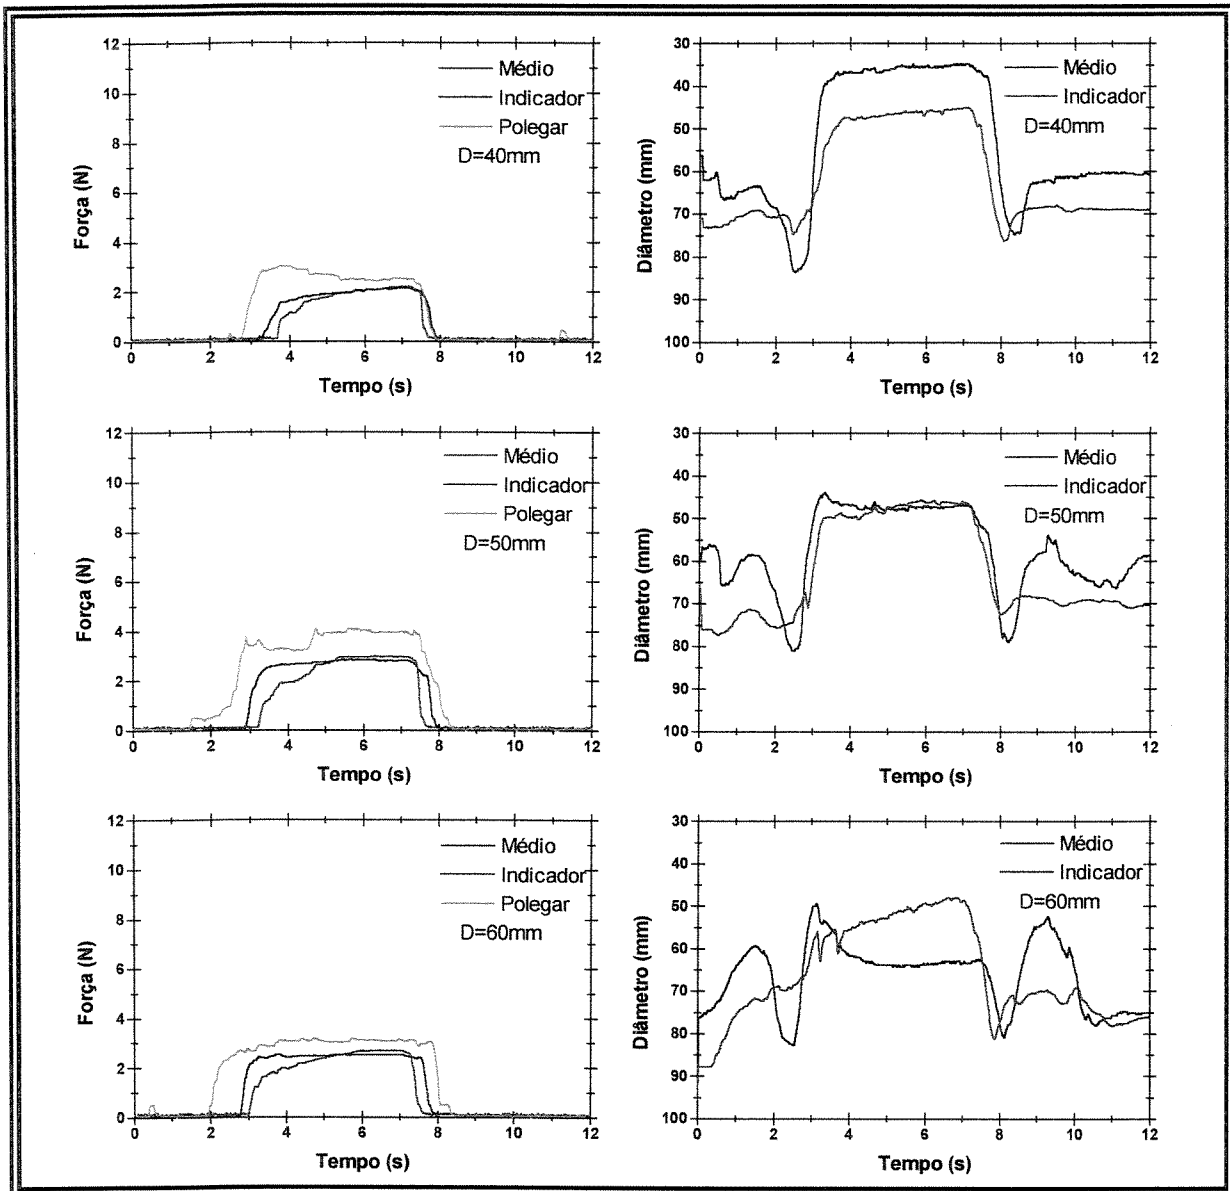 12
10
8
6
4
2
0
Força (N)
Médio
Indicador
Polegar
D=40mm
0 2 4 6 8 10 12
Tempo (s)
30
40
50
60
70
80
90
100
Diâmetro (mm)
Médio
Indicador
D=40mm
0 2 4 6 8 10 12
Tempo (s)
12
10
8
6
4
2
0
Força (N)
Médio
Indicador
Polegar
D=50mm
0 2 4 6 8 10 12
Tempo (s)
30
40
50
60
70
80
90
100
Diâmetro (mm)
Médio
Indicador
D=50mm
0 2 4 6 8 10 12
Tempo (s)
12
10
8
6
4
2
0
Força (N)
Médio
Indicador
Polegar
D=60mm
0 2 4 6 8 10 12
Tempo (s)
30
40
50
60
70
80
90
100
Diâmetro (mm)
Médio
Indicador
D=60mm
0 2 4 6 8 10 12
Tempo (s)